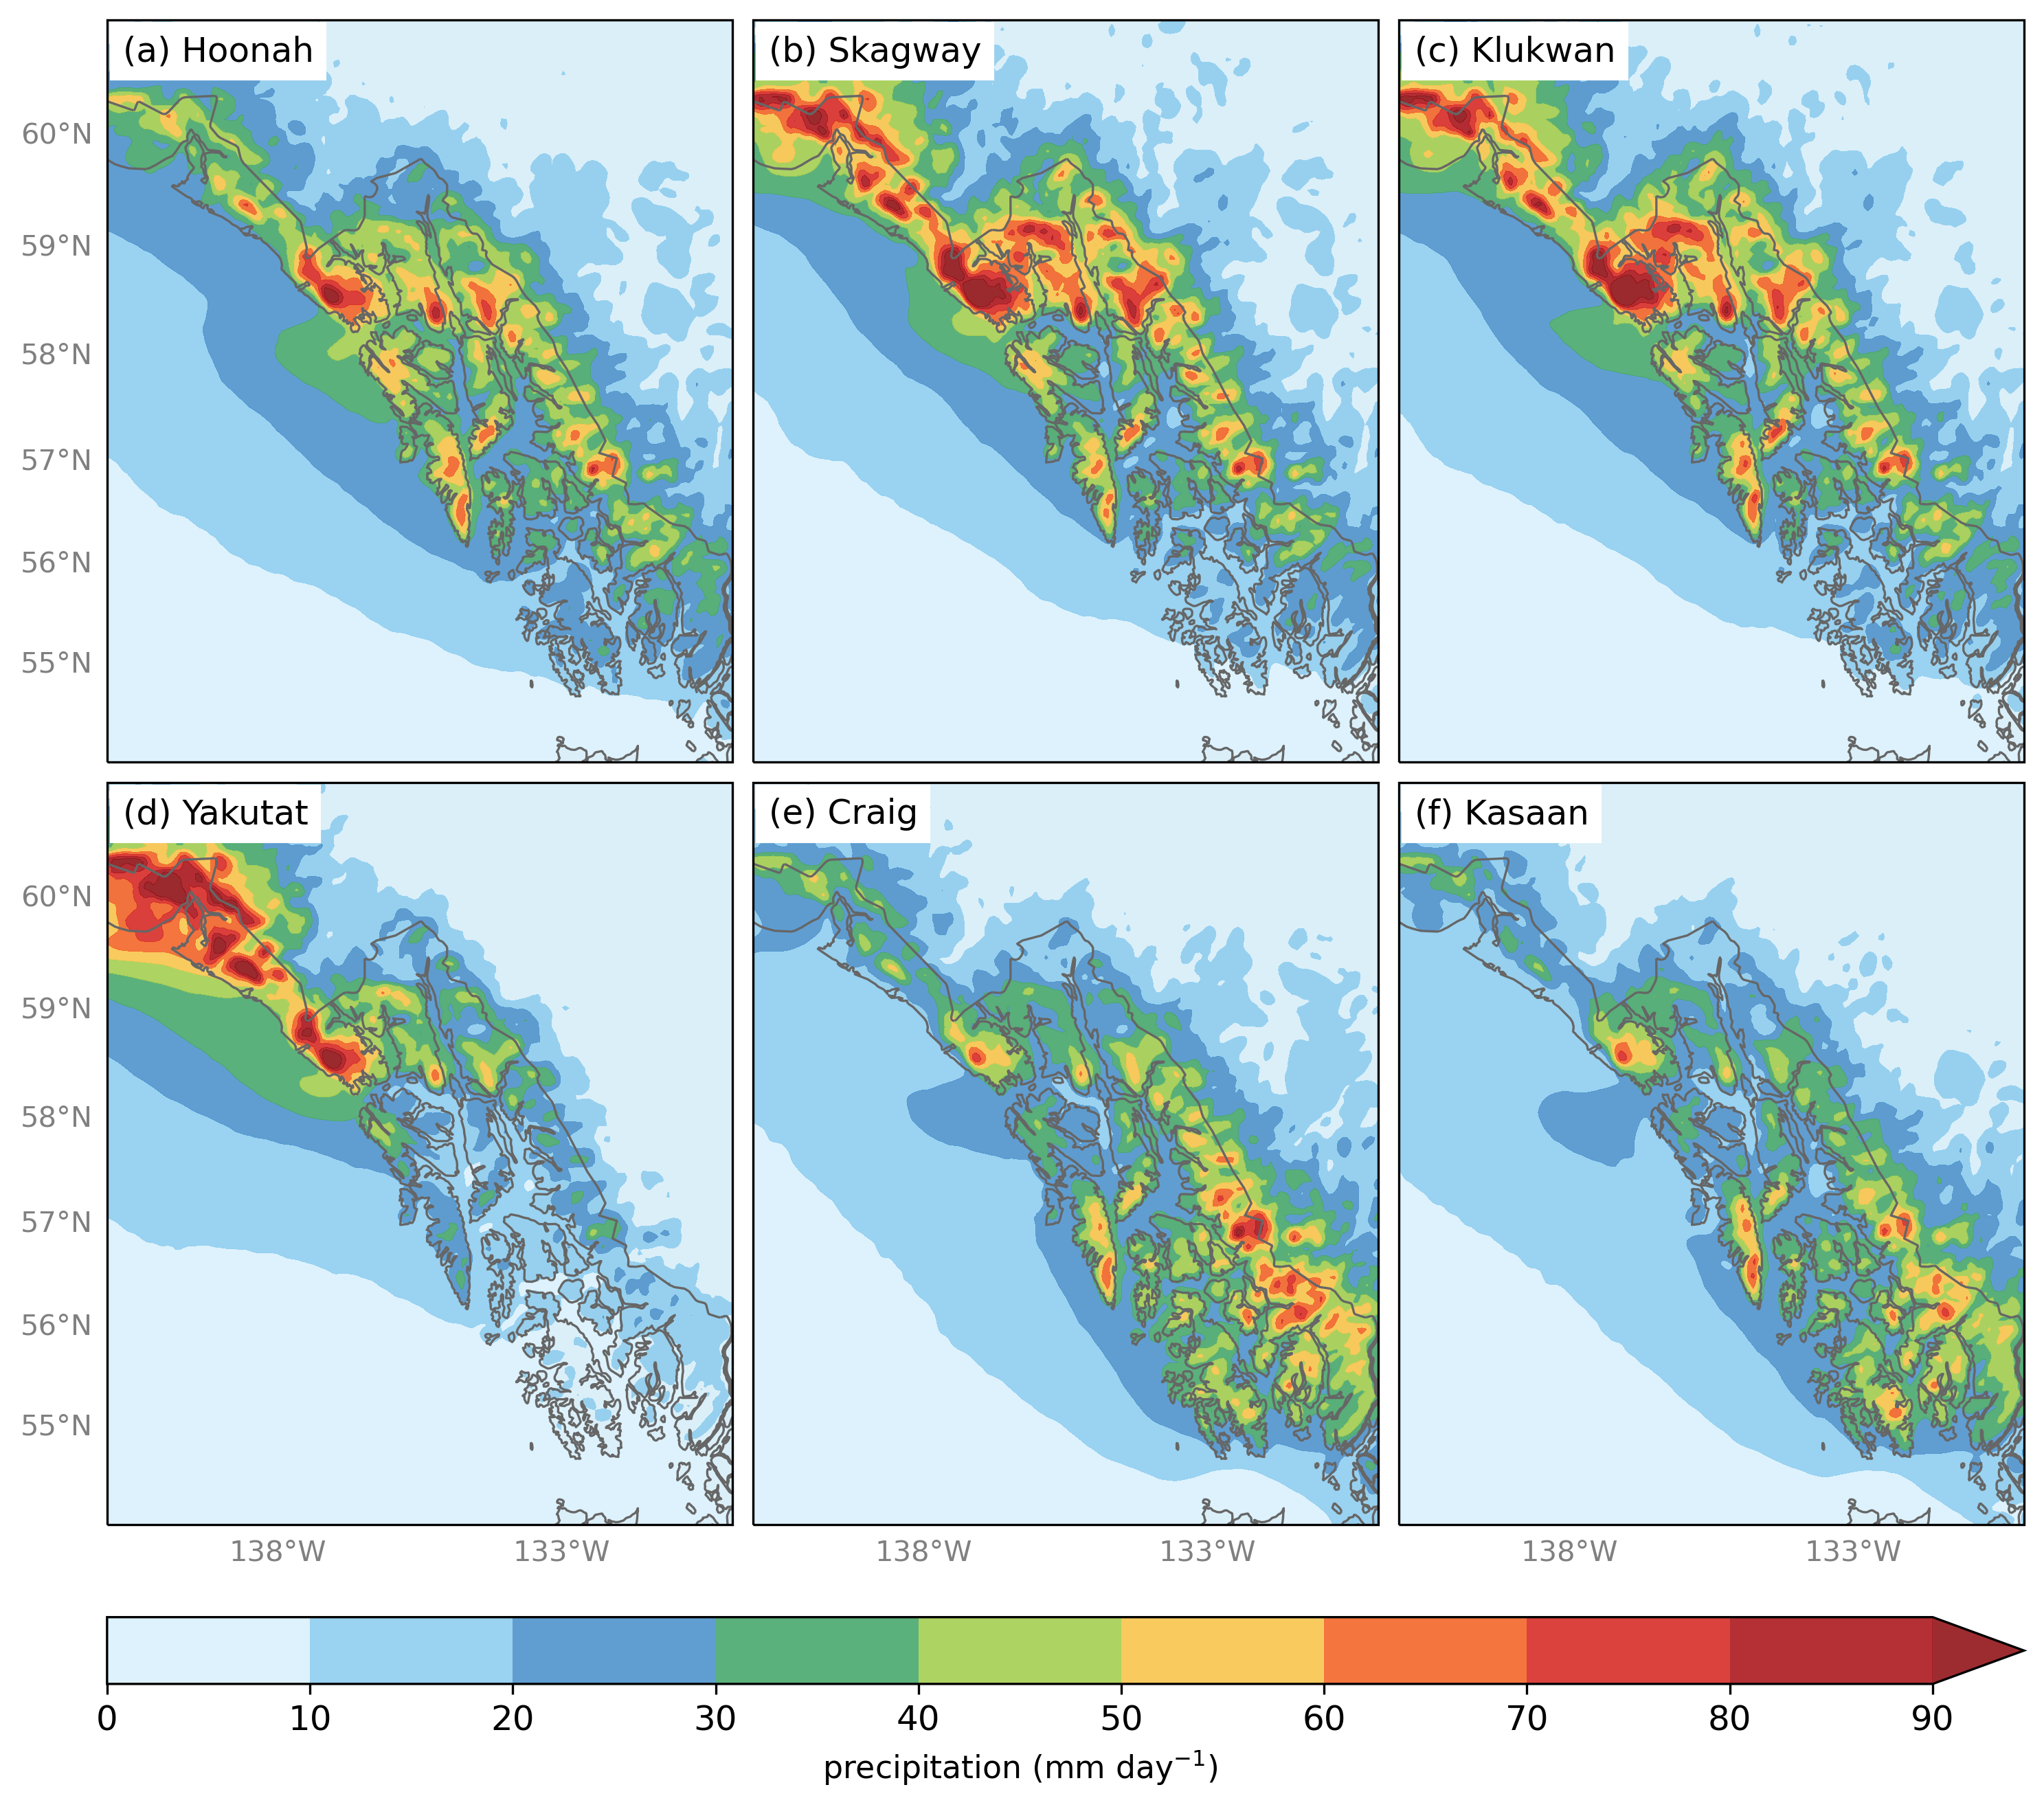 (a) Hoonah
(b) Skagway
(c) Klukwan
60°N
59°N
58°N
57°N
56°N
55°N
(d) Yakutat
(e) Craig
(f) Kasaan
60°N
59°N
58°N
57°N
56°N
55°N
138°W 133°W 138°W 133°W 138°W 133°W
0 10 20 30 40 50 60 70 80 90
precipitation (mm day⁻¹)